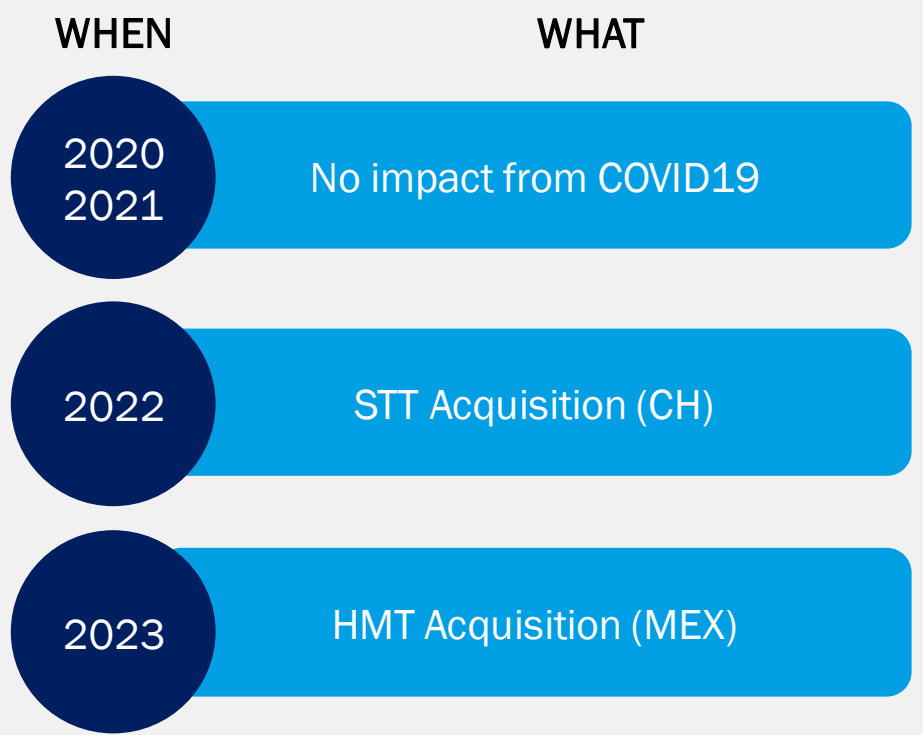 WHEN
WHAT
2020
2021
No impact from COVID19
2022
STT Acquisition (CH)
2023
HMT Acquisition (MEX)